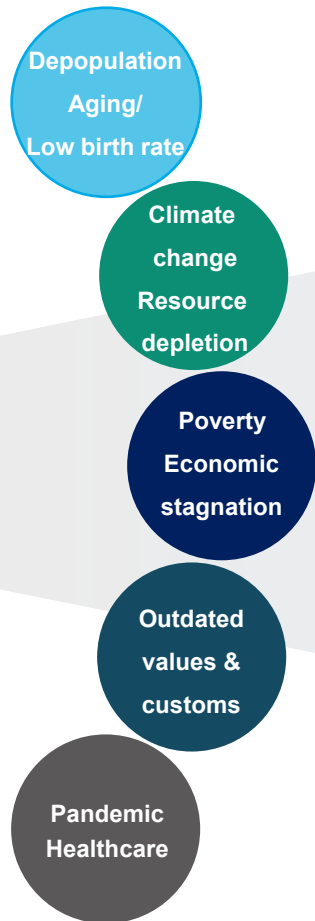 Depopulation
Aging/
Low birth rate
Climate
change
Resource
depletion
Poverty
Economic
stagnation
Outdated
values &
customs
Pandemic
Healthcare